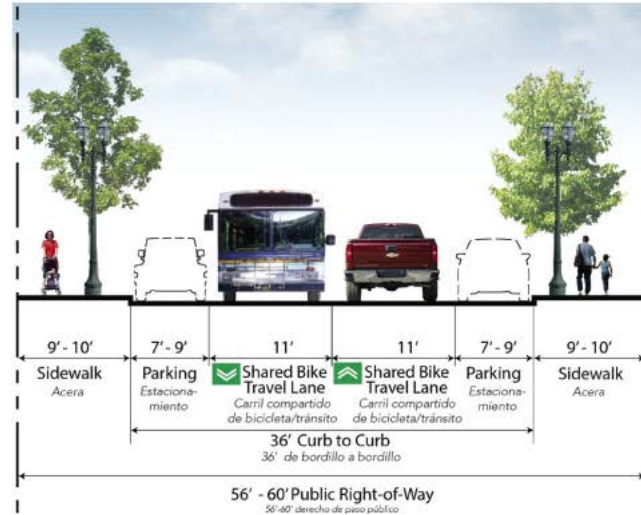 9' - 10'
Sidewalk
Acera
7' - 9'
Parking
Estaciona-
miento
11'
Shared Bike
Travel Lane
Carril compartido
de bicicleta/tránsito
11'
Shared Bike
Travel Lane
Carril compartido
de bicicleta/tránsito
7' - 9'
Parking
Estaciona-
miento
9' - 10'
Sidewalk
Acera
36' Curb to Curb
36' de bordillo a bordillo
56' - 60' Public Right-of-Way
56'-60' derecho de paso público